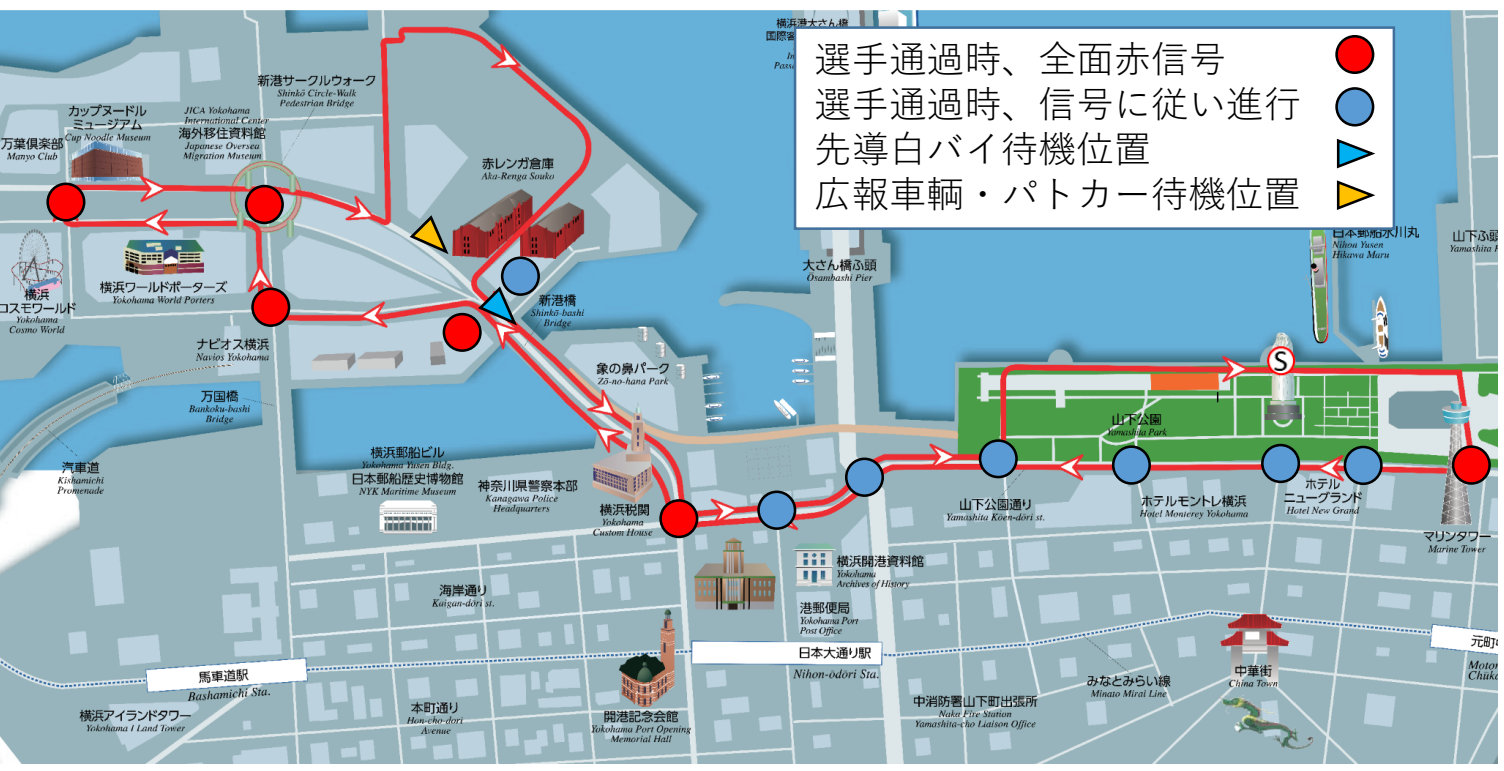 選手通過時、全面赤信号
選手通過時、信号に従い進行
先導白バイ待機位置
広報車輌・パトカー待機位置
横浜港大さん橋
新港サークルウォーク
Shinkō Circle-Walk
Pedestrian Bridge
カップヌードル
ミュージアム
Cup Noodle Museum
JICA Yokohama
International Center
海外移住資料館
Japanese Oversea
Migration Museum
万葉倶楽部
Manyo Club
赤レンガ倉庫
Aka-Renga Souko
横浜
コスモワールド
Yokohama
Cosmo World
横浜ワールドポーターズ
Yokohama World Porters
ナビオス横浜
Navios Yokohama
新港橋
Shinkō-bashi
Bridge
大さん橋ふ頭
Osambashi Pier
日本郵船氷川丸
Nihon Yusen
Hikawa Maru
山下ふ頭
Yamashita
S
象の鼻パーク
Zō-no-hana Park
万国橋
Bankoku-bashi
Bridge
汽車道
Kishamichi
Promenade
横浜郵船ビル
Yokohama Yusen Bldg.
日本郵船歴史博物館
NYK Maritime Museum
神奈川県警察本部
Kanagawa Police
Headquarters
横浜税関
Yokohama
Custom House
山下公園
Yamashita Park
山下公園通り
Yamashita Kōen-dōri st.
ホテルモントレ横浜
Hotel Monterey Yokohama
ホテル
ニューグランド
Hotel New Grand
マリンタワー
Marine Tower
横浜開港資料館
Yokohama
Archives of History
港郵便局
Yokohama Port
Post Office
海岸通り
Kaigan-dōri st.
馬車道駅
Bashamichi Sta.
日本大通り駅
Nihon-ōdōri Sta.
横浜アイランドタワー
Yokohama I Land Tower
本町通り
Hon-cho-dori
Avenue
開港記念会館
Yokohama Port Opening
Memorial Hall
中消防署山下町出張所
Naka Fire Station
Yamashita-cho Liaison Office
みなとみらい線
Minato Mirai Line
中華街
China Town
元町